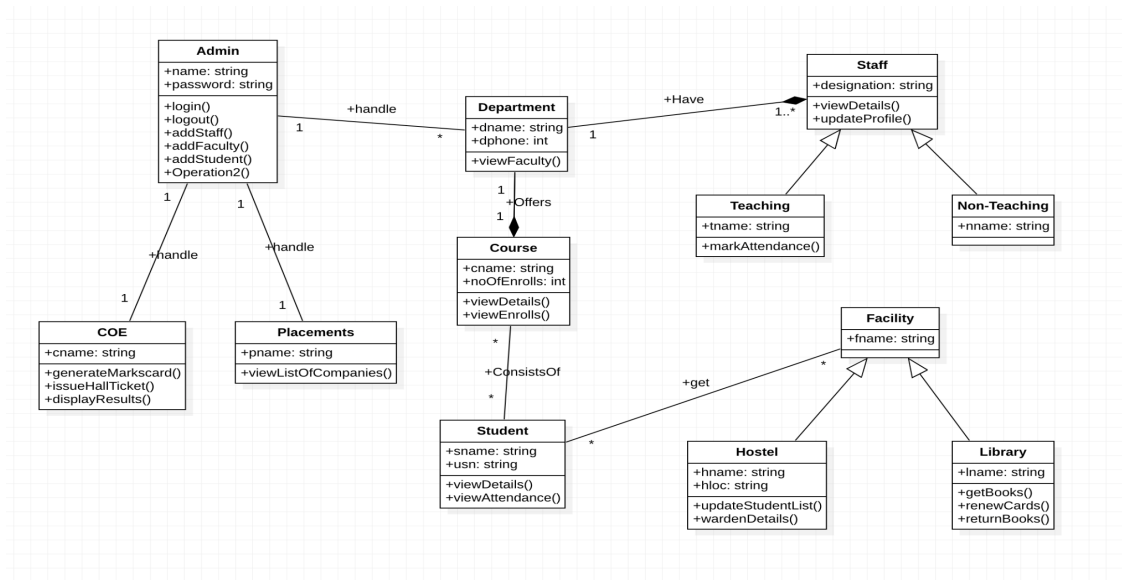 Admin
+name: string
+password: string
+login()
+logout()
+addStaff()
+addFaculty()
+addStudent()
+Operation2()
+handle
1
*
Department
+dname: string
+dphone: int
+viewFaculty()
+Have
1
1..*
Staff
+designation: string
+viewDetails()
+updateProfile()
Teaching
+tname: string
+markAttendance()
Non-Teaching
+nname: string
1
+handle
1
1
+handle
1
1
+Offers
1
Course
+cname: string
+noOfEnrolls: int
+viewDetails()
+viewEnrolls()
COE
+cname: string
+generateMarkscard()
+issueHallTicket()
+displayResults()
Placements
+pname: string
+viewListOfCompanies()
*
+ConsistsOf
*
Facility
+fname: string
*
+get
*
Student
+sname: string
+usn: string
+viewDetails()
+viewAttendance()
Hostel
+hname: string
+hloc: string
+updateStudentList()
+wardenDetails()
Library
+lname: string
+getBooks()
+renewCards()
+returnBooks()